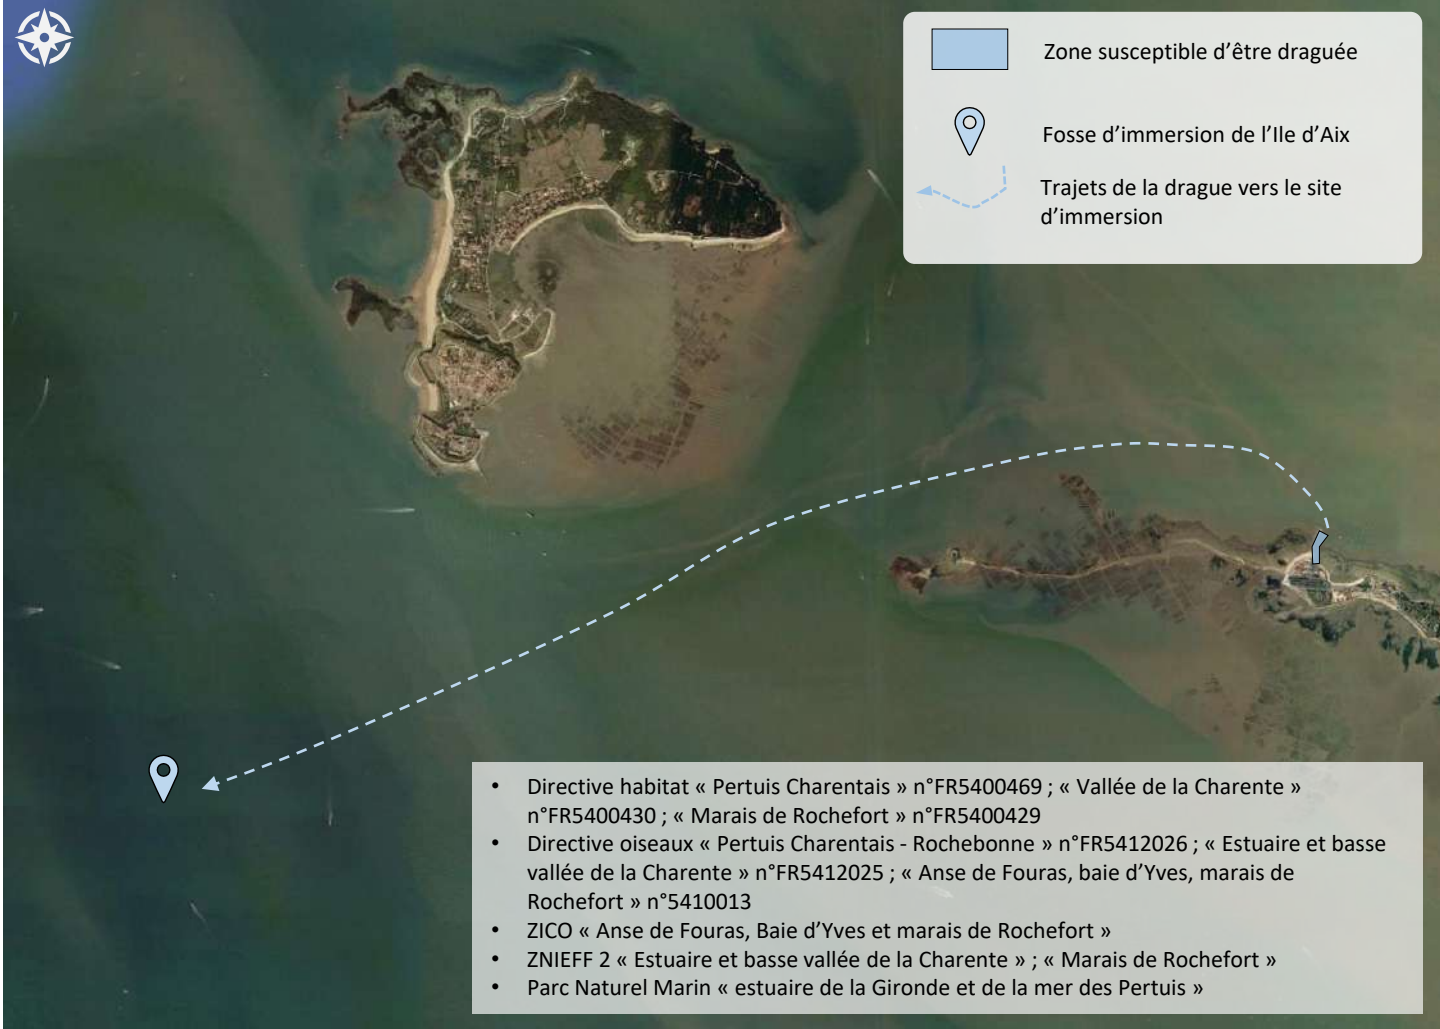 Zone susceptible d’être draguée
Fosse d’immersion de l’Ile d’Aix
Trajets de la drague vers le site
d’immersion
• Directive habitat « Pertuis Charentais » n°FR5400469 ; « Vallée de la Charente »
n°FR5400430 ; « Marais de Rochefort » n°FR5400429
• Directive oiseaux « Pertuis Charentais - Rochebonne » n°FR5412026 ; « Estuaire et basse
vallée de la Charente » n°FR5412025 ; « Anse de Fouras, baie d’Yves, marais de
Rochefort » n°5410013
• ZICO « Anse de Fouras, Baie d’Yves et marais de Rochefort »
• ZNIEFF 2 « Estuaire et basse vallée de la Charente » ; « Marais de Rochefort »
• Parc Naturel Marin « estuaire de la Gironde et de la mer des Pertuis »